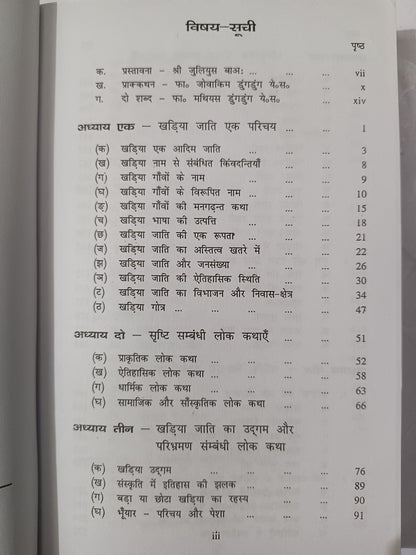 विषय–सूची
पृष्ठ
क. प्रस्तावना – श्री जुलियुस बाअ: ... ... vii
ख. प्राक्कथन – फा० जोवाकिम डुंगडुंग ये०स० ... x
ग. दो शब्द – फा० मथियस डुंगडुंग ये०स० ... xiv
अध्याय एक – खड़िया जाति एक परिचय ... ... 1
(क) खड़िया एक आदिम जाति ... ... 3
(ख) खड़िया नाम से संबंधित किंवदन्तियाँ ... 8
(ग) खड़िया गाँवों के नाम ... ... ... 9
(घ) खड़िया गाँवों के विरूपित नाम ... ... 10
(ङ) खड़िया गाँवों की मनगढ़न्त कथा ... 15
(च) खड़िया भाषा की उत्पत्ति ... ... 18
(छ) खड़िया जाति की एक रूपता ... ... 21
(ज) खड़िया जाति का अस्तित्व खतरे में ... 22
(झ) खड़िया जाति और जनसंख्या ... ... 26
(ञ) खड़िया जाति की ऐतिहासिक स्थिति ... 30
(ट) खड़िया जाति का विभाजन और निवास-क्षेत्र ... 34
(ठ) खड़िया गोत्र ... ... ... 47
अध्याय दो – सृष्टि सम्बंधी लोक कथाएँ ... 51
(क) प्राकृतिक लोक कथा ... ... 52
(ख) ऐतिहासिक लोक कथा ... ... ... 58
(ग) धार्मिक लोक कथा ... ... ... 63
(घ) सामाजिक और साँस्कृतिक लोक कथा ... ... 66
अध्याय तीन – खड़िया जाति का उद्गम और
परिभ्रमण संम्बंधी लोक कथा
(क) खड़िया उद्गम ... ... ... ... 76
(ख) संस्कृति में इतिहास की झलक ... ... 89
(ग) बड़ा या छोटा खड़िया का रहस्य ... ... 90
(घ) भूँयार – परिचय और पेशा ... ... 91
iii